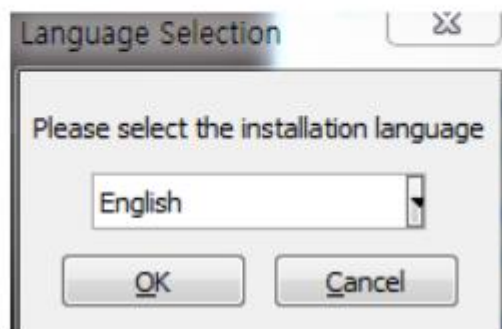 Language Selection
Please select the installation language
English
OK
Cancel